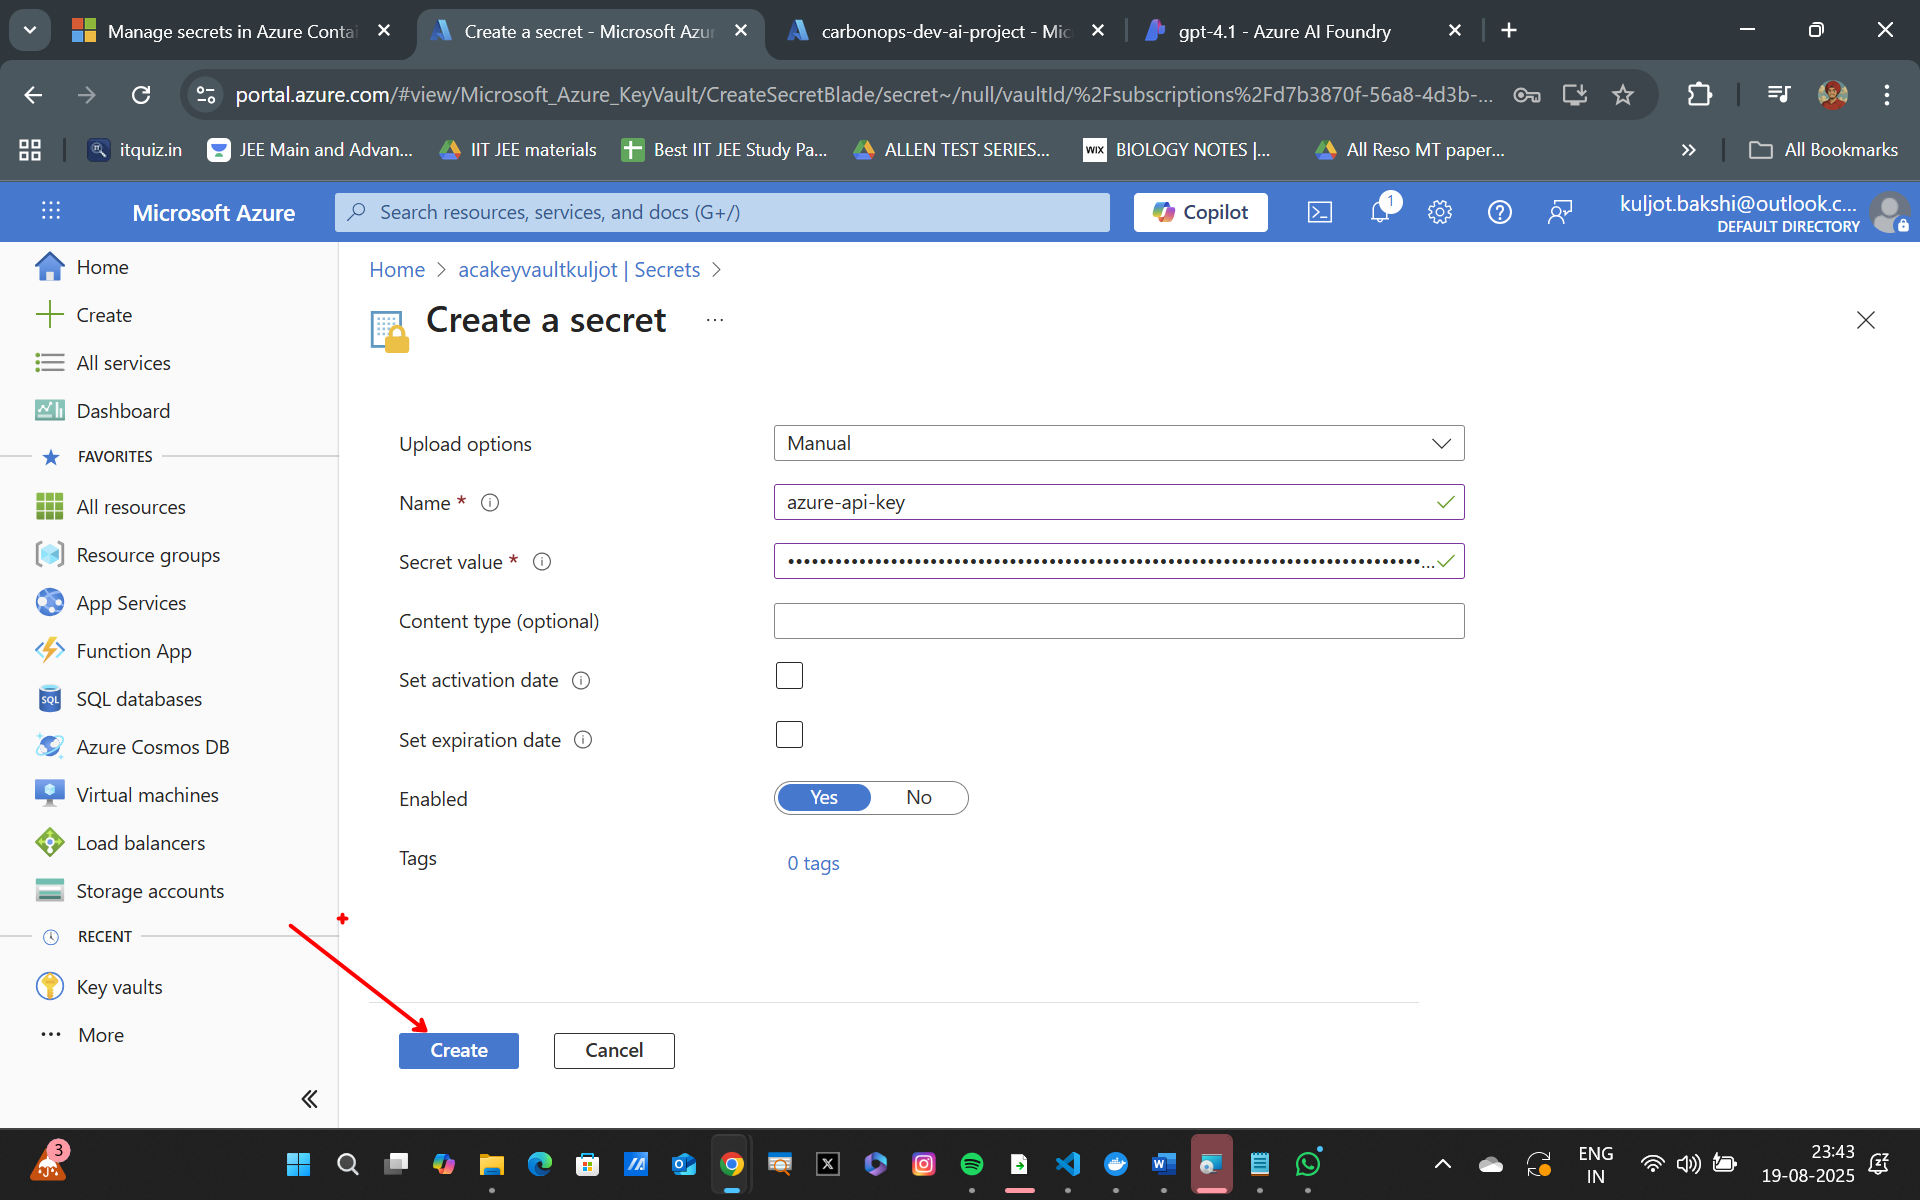 Manage secrets in Azure Contai
Create a secret - Microsoft Azur
carbonops-dev-ai-project - Mic
gpt-4.1 - Azure AI Foundry
portal.azure.com/#view/Microsoft_Azure_KeyVault/CreateSecretBlade/secret~/null/vaultId/%2Fsubscriptions%2Fd7b3870f-56a8-4d3b-...
itquiz.in
JEE Main and Advan...
IIT JEE materials
Best IIT JEE Study Pa...
ALLEN TEST SERIES...
WIX BIOLOGY NOTES |...
All Reso MT paper...
All Bookmarks
Microsoft Azure
Search resources, services, and docs (G+/)
Copilot
1
kuljot.bakshi@outlook.c...
DEFAULT DIRECTORY
Home
Create
All services
Dashboard
FAVORITES
All resources
Resource groups
App Services
Function App
SQL
SQL databases
Azure Cosmos DB
Virtual machines
Load balancers
Storage accounts
RECENT
Key vaults
More
Home > acakeyvaultkuljot | Secrets >
Create a secret ...
Upload options
Manual
Name *
azure-api-key
Secret value *
Content type (optional)
Set activation date
Set expiration date
Enabled
Yes No
Tags
0 tags
Create
Cancel
3
ENG
IN
23:43
19-08-2025